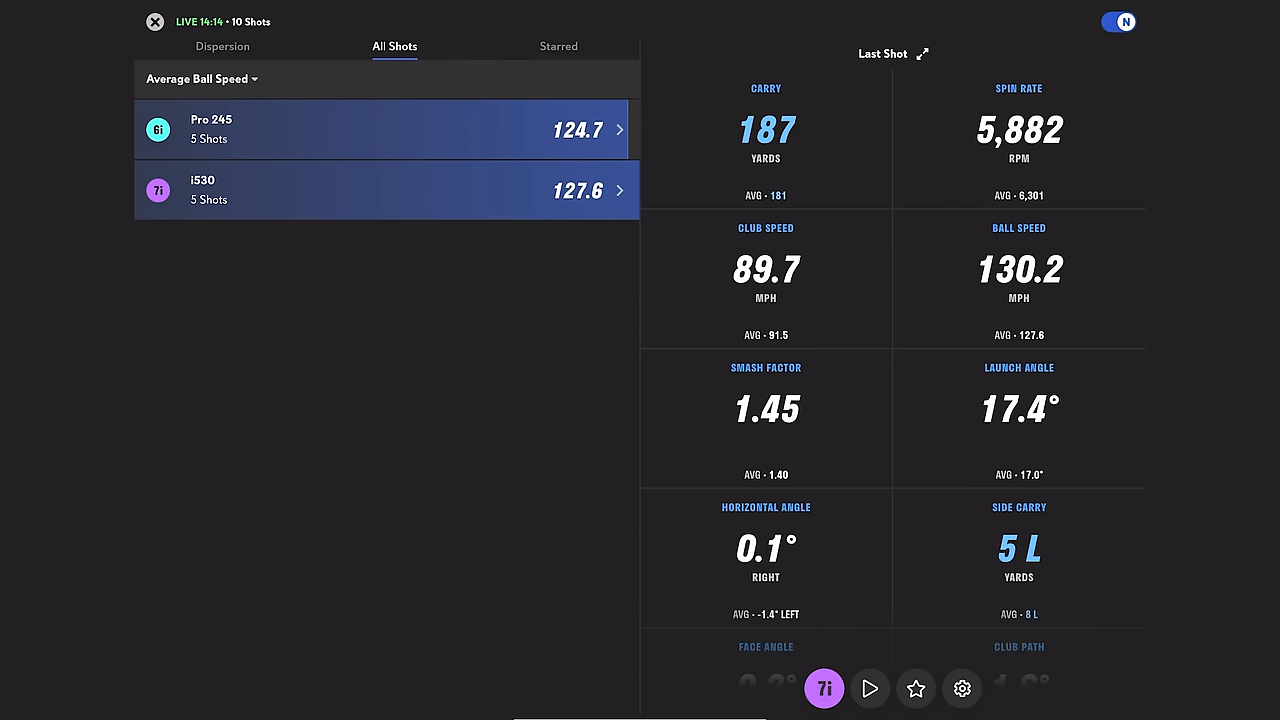 LIVE 14:14 • 10 Shots
N
Dispersion
All Shots
Starred
Average Ball Speed
6i
Pro 245
5 Shots
124.7
7i
i530
5 Shots
127.6
Last Shot
CARRY
187
YARDS
AVG • 181
SPIN RATE
5,882
RPM
AVG • 6,301
CLUB SPEED
89.7
MPH
AVG • 91.5
BALL SPEED
130.2
MPH
AVG • 127.6
SMASH FACTOR
1.45
AVG • 1.40
LAUNCH ANGLE
17.4°
AVG • 17.0°
HORIZONTAL ANGLE
0.1°
RIGHT
AVG • -1.4° LEFT
SIDE CARRY
5 L
YARDS
AVG • 8 L
FACE ANGLE
CLUB PATH
7i